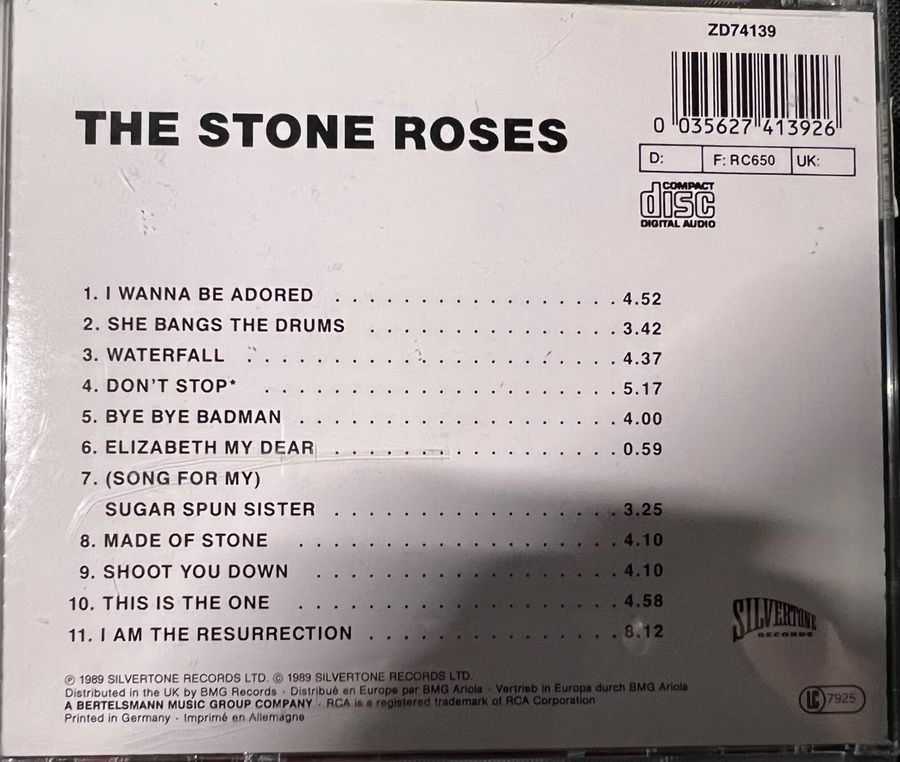 ZD74139
0 035627 413926
D: F: RC650 UK:
COMPACT
disc
DIGITAL AUDIO
THE STONE ROSES
1. I WANNA BE ADORED . . . . . . . . . . . . . . . . . . 4.52
2. SHE BANGS THE DRUMS . . . . . . . . . . . . . . . . 3.42
3. WATERFALL . . . . . . . . . . . . . . . . . . . . . . . . 4.37
4. DON'T STOP* . . . . . . . . . . . . . . . . . . . . . . . 5.17
5. BYE BYE BADMAN . . . . . . . . . . . . . . . . . . . . 4.00
6. ELIZABETH MY DEAR . . . . . . . . . . . . . . . . . . 0.59
7. (SONG FOR MY)
SUGAR SPUN SISTER . . . . . . . . . . . . . . . . . . 3.25
8. MADE OF STONE . . . . . . . . . . . . . . . . . . . . 4.10
9. SHOOT YOU DOWN . . . . . . . . . . . . . . . . . . . 4.10
10. THIS IS THE ONE . . . . . . . . . . . . . . . . . . . . 4.58
11. I AM THE RESURRECTION . . . . . . . . . . . . . . . . 8.12
SILVERTONE
RECORDS
℗ 1989 SILVERTONE RECORDS LTD. © 1989 SILVERTONE RECORDS LTD.
Distributed in the UK by BMG Records · Distribué en Europe par BMG Ariola · Vertrieb in Europa durch BMG Ariola
A BERTELSMANN MUSIC GROUP COMPANY · RCA is a registered trademark of RCA Corporation
Printed in Germany · Imprimé en Allemagne
LC 7925